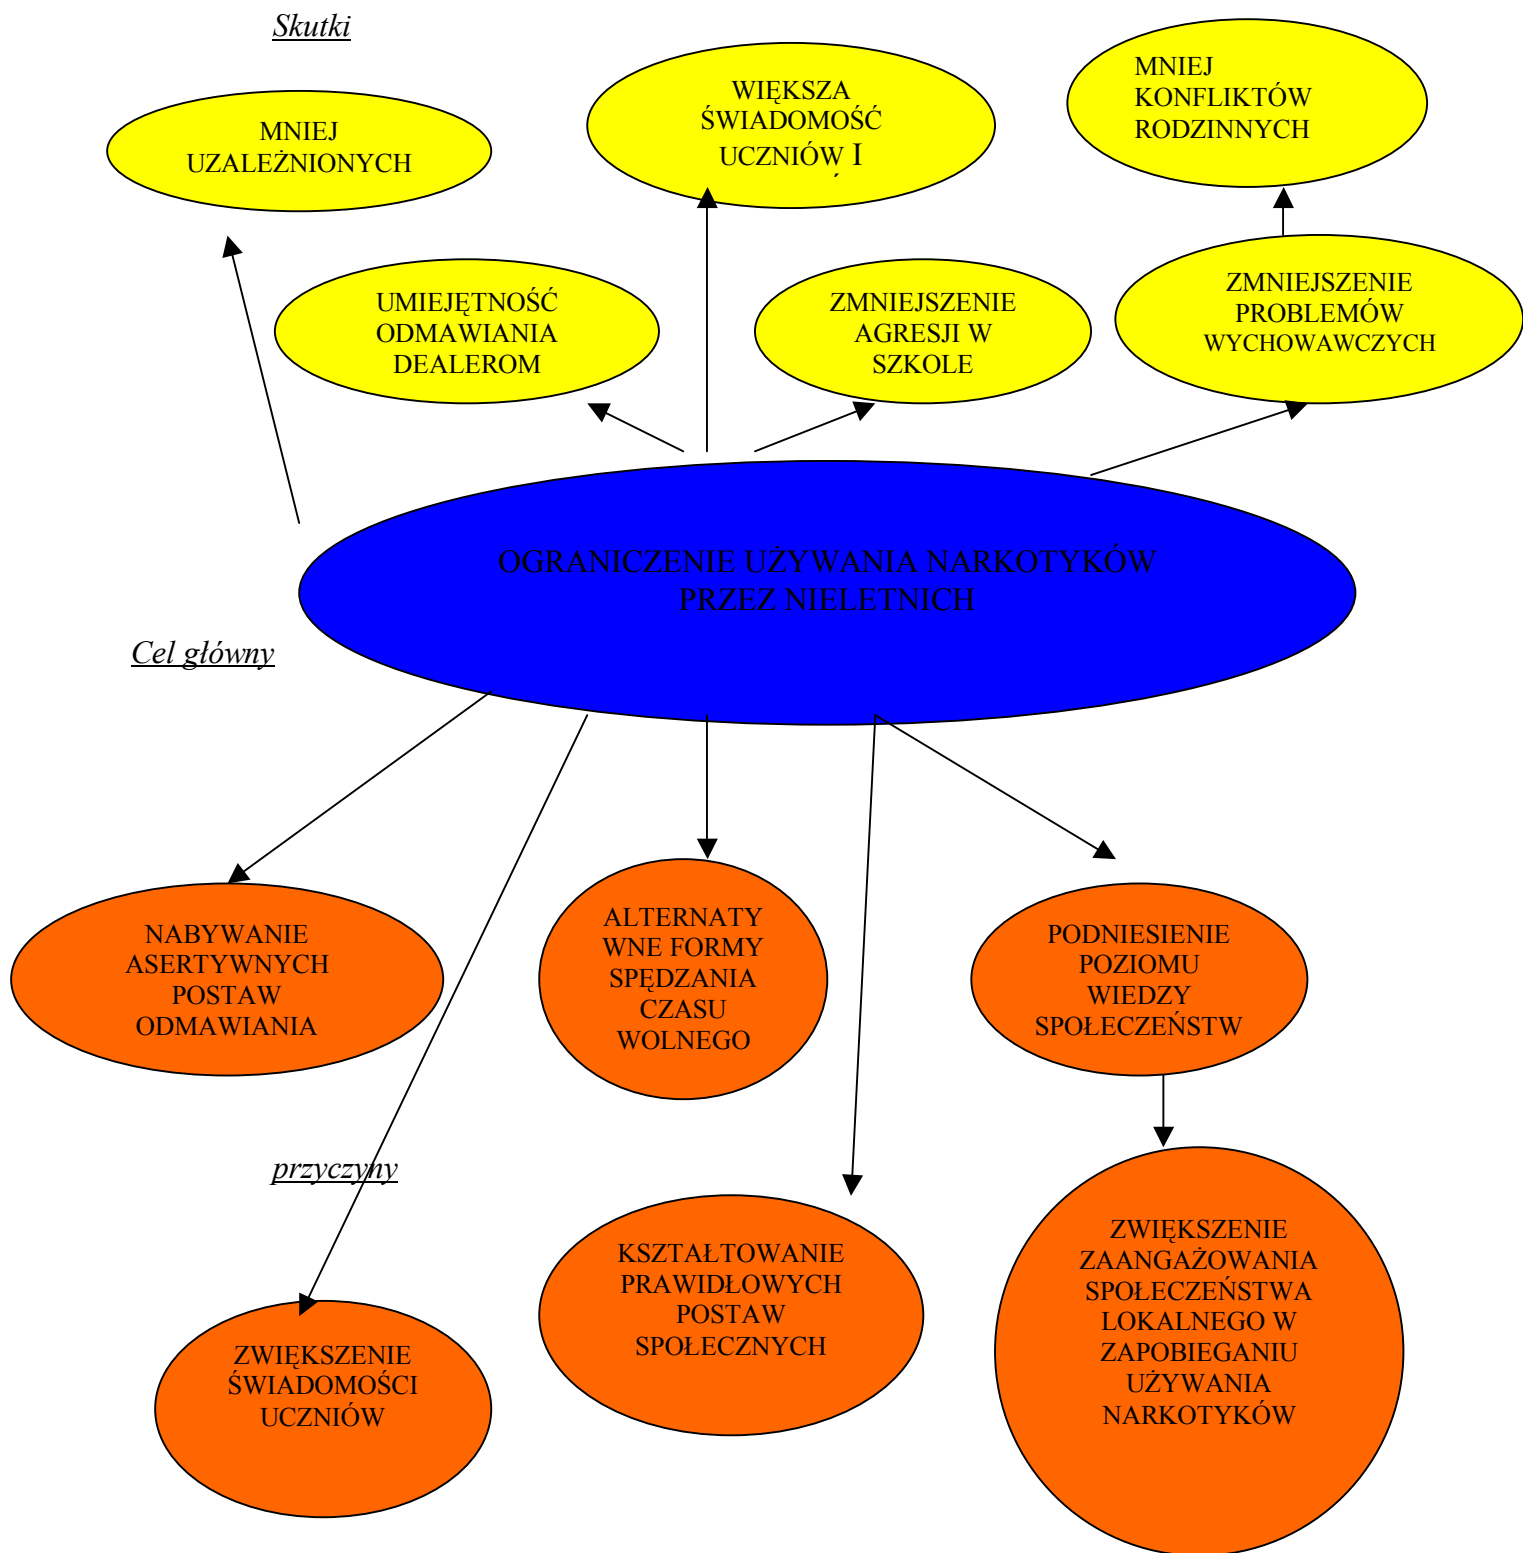 Skutki
MNIEJ
UZALEŻNIONYCH
WIĘKSZA
ŚWIADOMOŚĆ
UCZNIÓW I
MNIEJ
KONFLIKTÓW
RODZINNYCH
UMIEJĘTNOŚĆ
ODMAWIANIA
DEALEROM
ZMNIEJSZENIE
AGRESJI W
SZKOLE
ZMNIEJSZENIE
PROBLEMÓW
WYCHOWAWCZYCH
OGRANICZENIE UŻYWANIA NARKOTYKÓW
PRZEZ NIELETNICH
Cel główny
NABYWANIE
ASERTYWNYCH
POSTAW
ODMAWIANIA
ALTERNATY
WNE FORMY
SPĘDZANIA
CZASU
WOLNEGO
PODNIESIENIE
POZIOMU
WIEDZY
SPOŁECZEŃSTW
przyczyny
ZWIĘKSZENIE
ŚWIADOMOŚCI
UCZNIÓW
KSZTAŁTOWANIE
PRAWIDŁOWYCH
POSTAW
SPOŁECZNYCH
ZWIĘKSZENIE
ZAANGAŻOWANIA
SPOŁECZEŃSTWA
LOKALNEGO W
ZAPOBIEGANIU
UŻYWANIA
NARKOTYKÓW